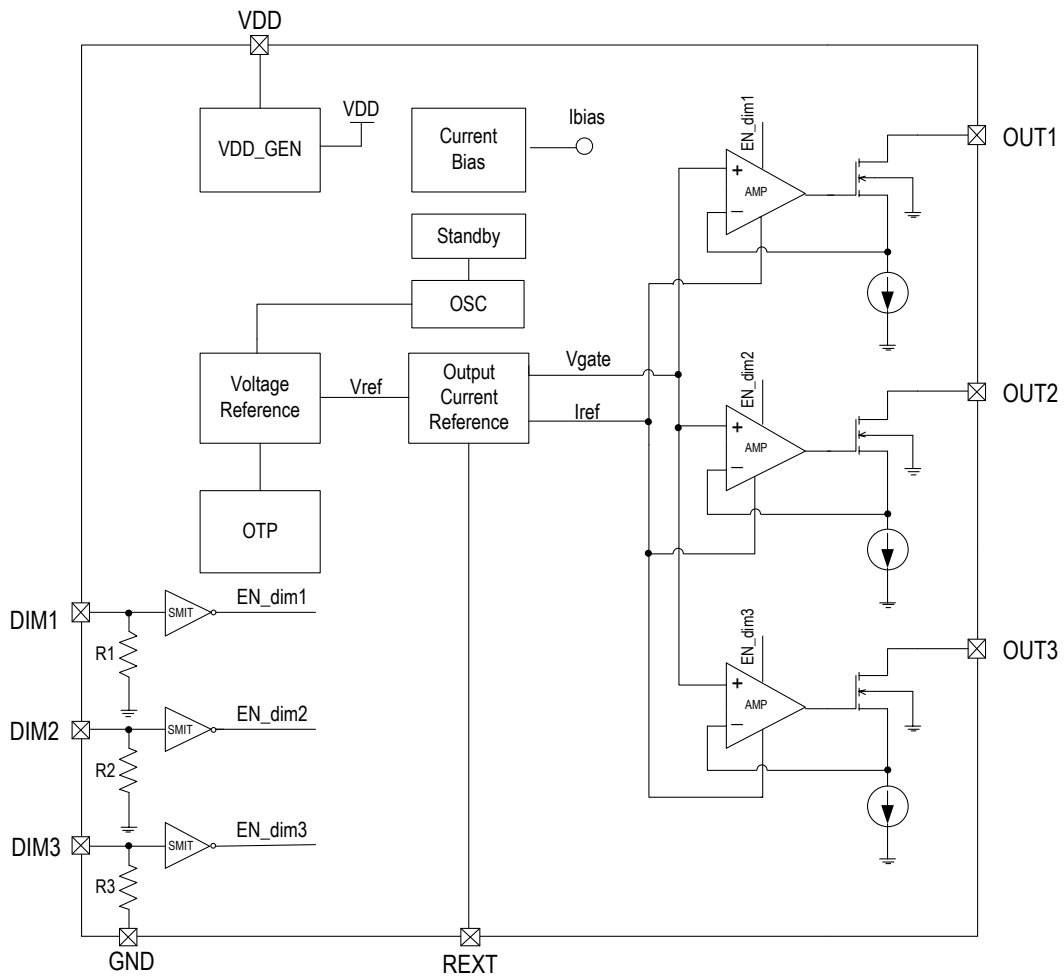 VDD
VDD
VDD_GEN
Current
Bias
Ibias
EN_dim1
+
AMP
−
OUT1
Standby
OSC
Voltage
Reference
Vref
Output
Current
Reference
Vgate
Iref
EN_dim2
+
AMP
−
OUT2
OTP
DIM1
SMIT
EN_dim1
R1
EN_dim3
+
AMP
−
OUT3
DIM2
SMIT
EN_dim2
R2
DIM3
SMIT
EN_dim3
R3
GND
REXT